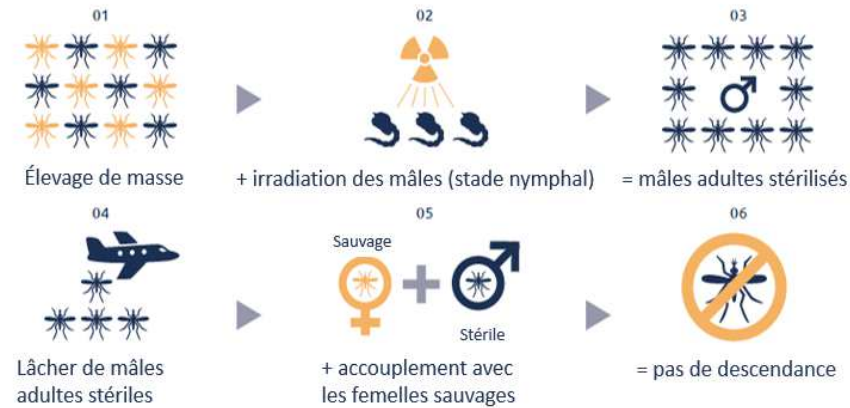 01
02
03
Élevage de masse
+ irradiation des mâles (stade nymphal)
= mâles adultes stérilisés
04
05
06
Sauvage
Stérile
Lâcher de mâles
adultes stériles
+ accouplement avec
les femelles sauvages
= pas de descendance